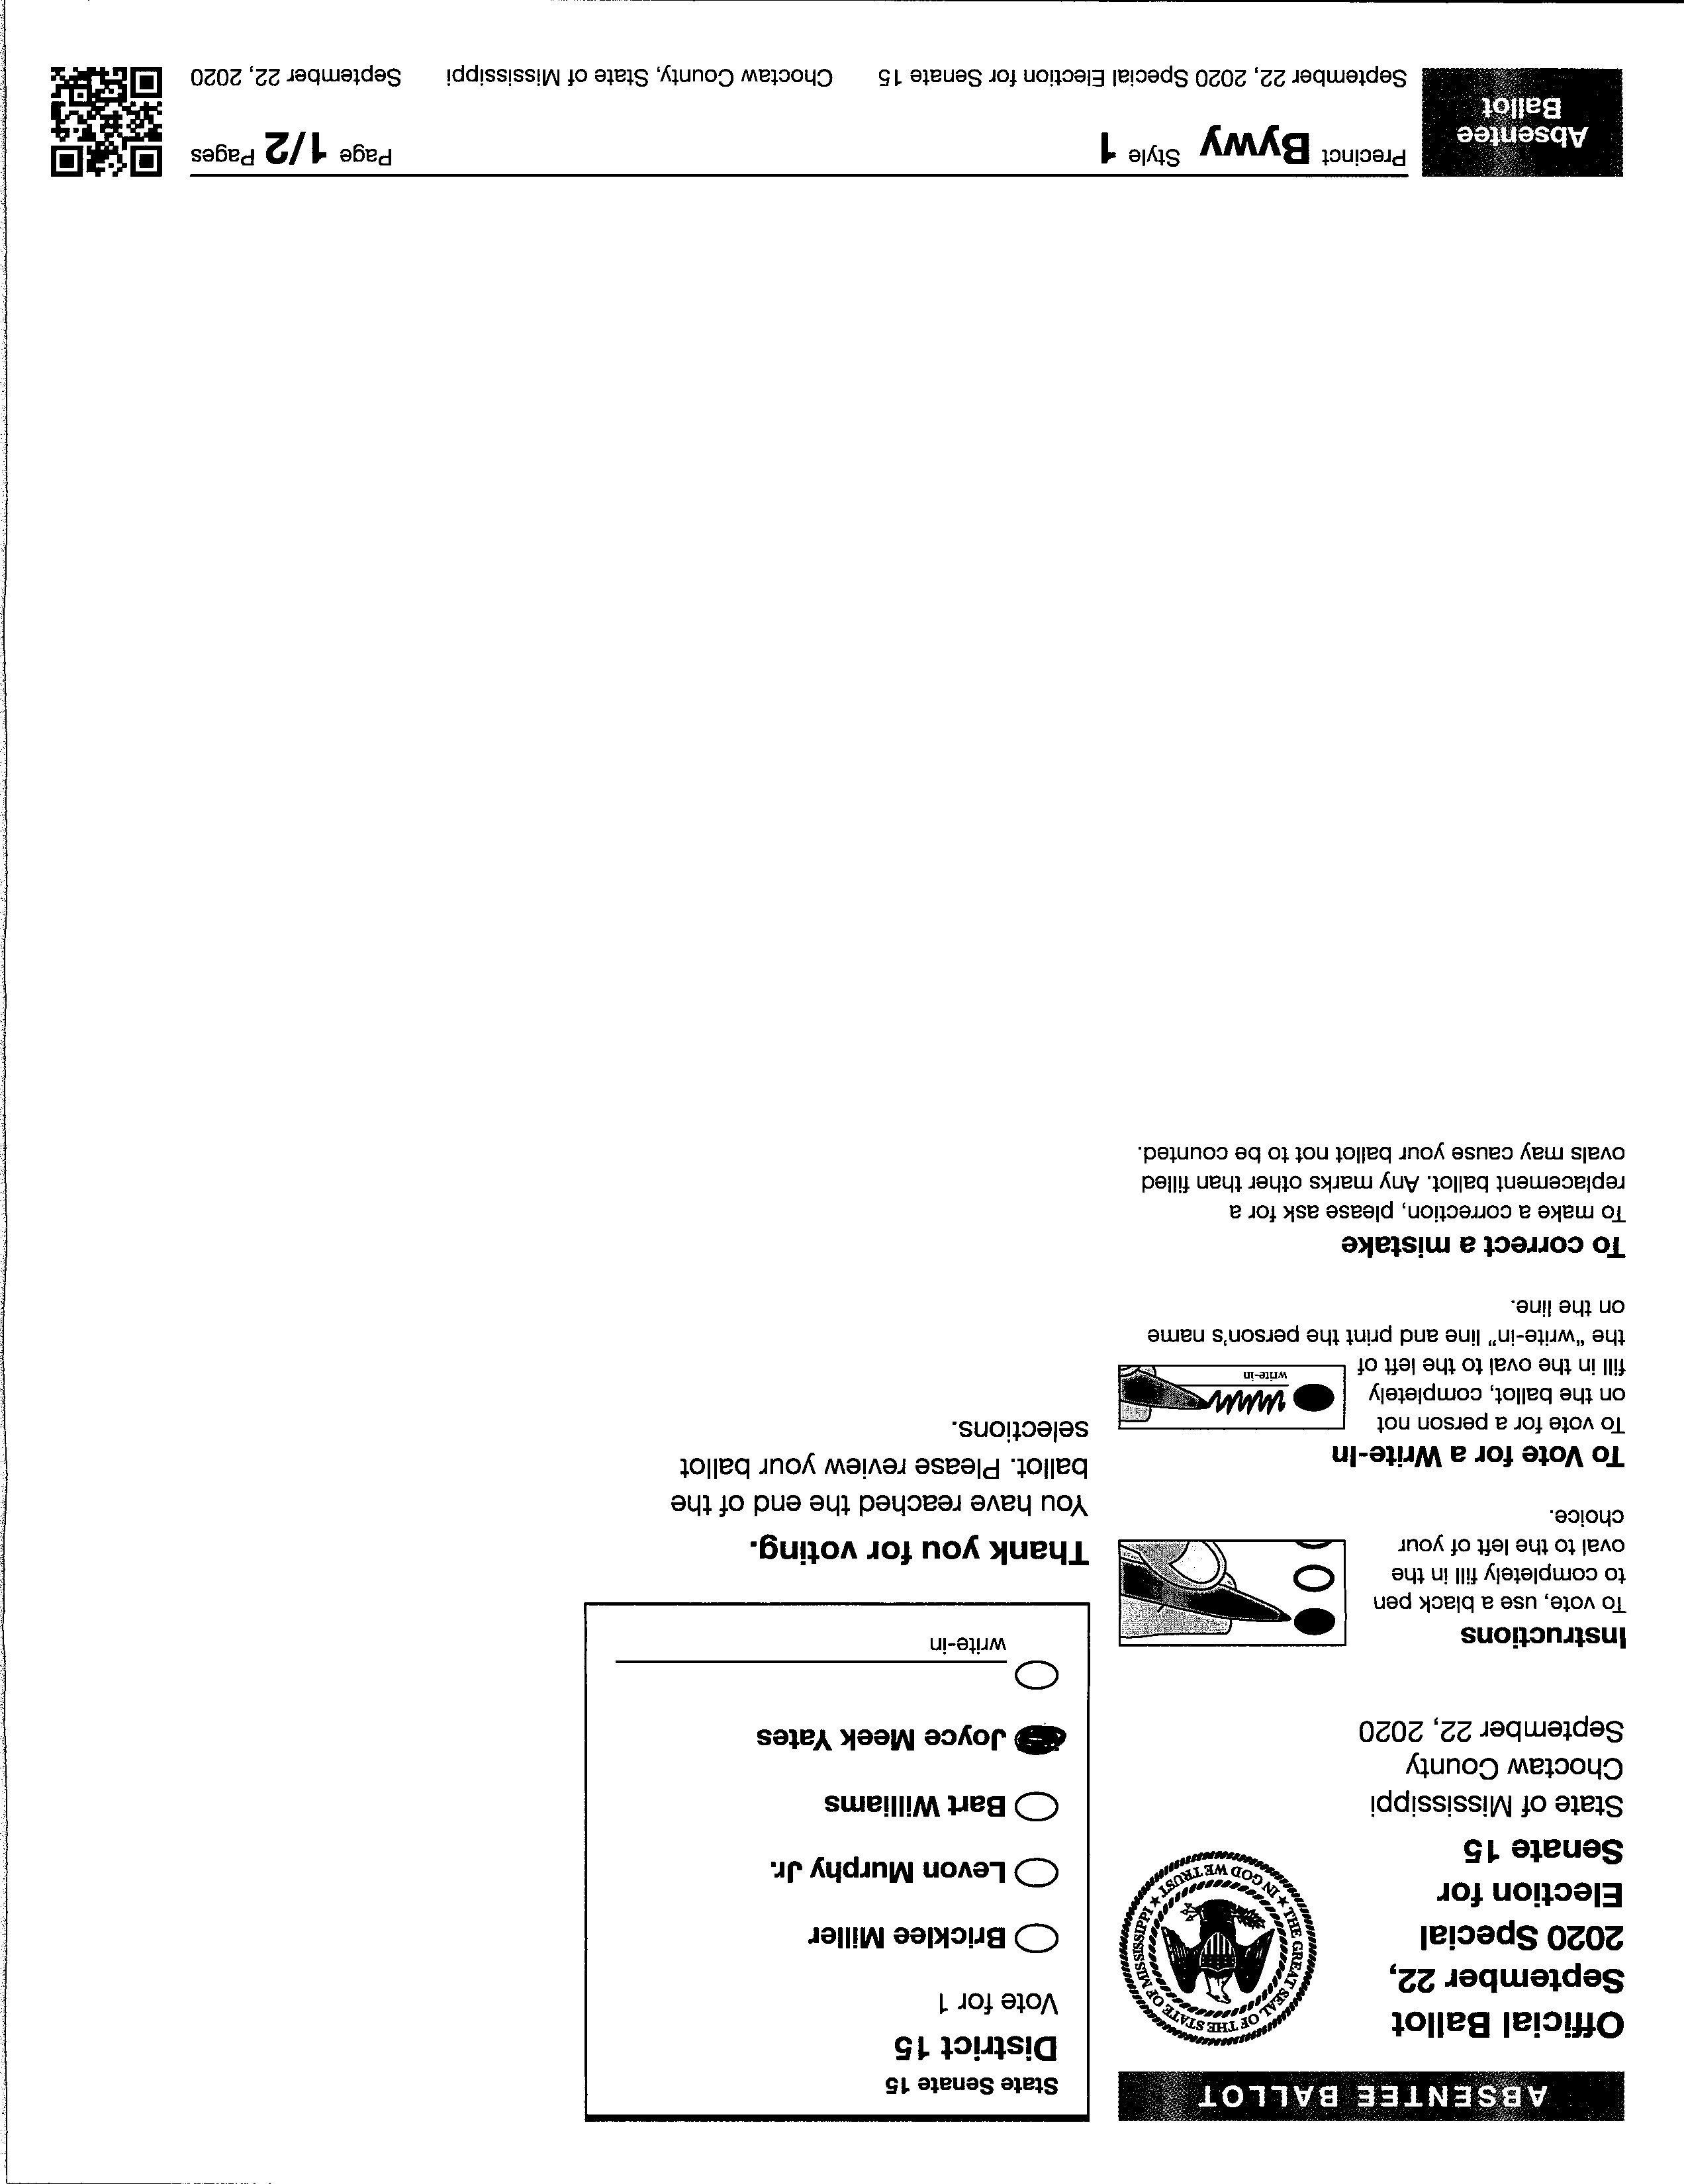 ABSENTEE BALLOT
Official Ballot
September 22,
2020 Special
Election for
Senate 15
State of Mississippi
Choctaw County
September 22, 2020
★ THE GREAT SEAL OF THE STATE OF MISSISSIPPI ★
IN GOD WE TRUST
Instructions
To vote, use a black pen
to completely fill in the
oval to the left of your
choice.
To Vote for a Write-In
To vote for a person not
on the ballot, completely
fill in the oval to the left of
the "write-in" line and print the person's name
on the line.
write-in
To correct a mistake
To make a correction, please ask for a
replacement ballot. Any marks other than filled
ovals may cause your ballot not to be counted.
State Senate 15
District 15
Vote for 1
Bricklee Miller
Levon Murphy Jr.
Bart Williams
Joyce Meek Yates
write-in
Thank you for voting.
You have reached the end of the
ballot. Please review your ballot
selections.
Absentee
Ballot
Precinct Bywy Style 1
Page 1/2 Pages
September 22, 2020 Special Election for Senate 15
Choctaw County, State of Mississippi
September 22, 2020